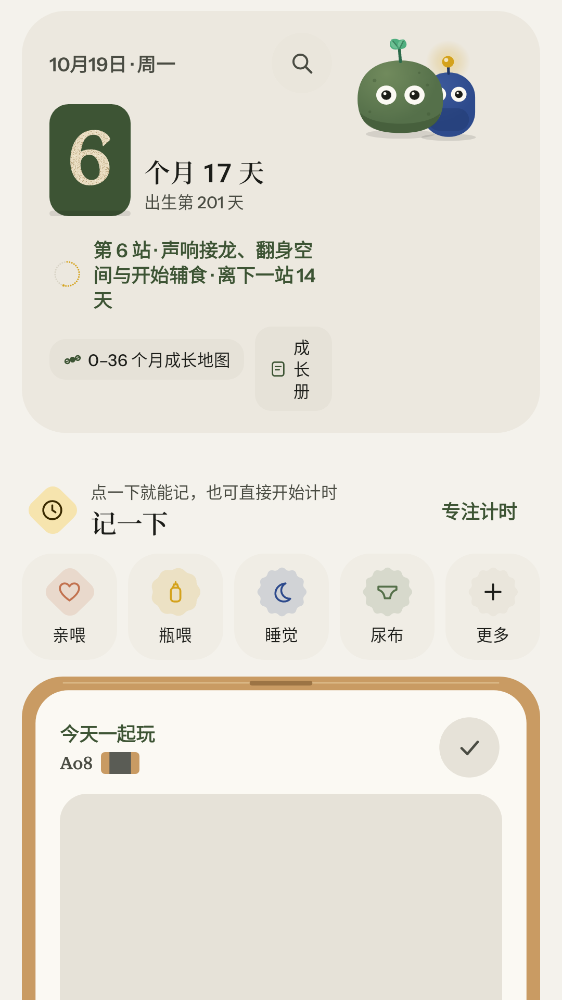 10月19日·周一
6
个月 17 天
出生第 201 天
第 6 站·声响接龙、翻身空
间与开始辅食·离下一站 14
天
0–36 个月成长地图
成
长
册
点一下就能记，也可直接开始计时
记一下
专注计时
亲喂
瓶喂
睡觉
尿布
更多
今天一起玩
Ao8